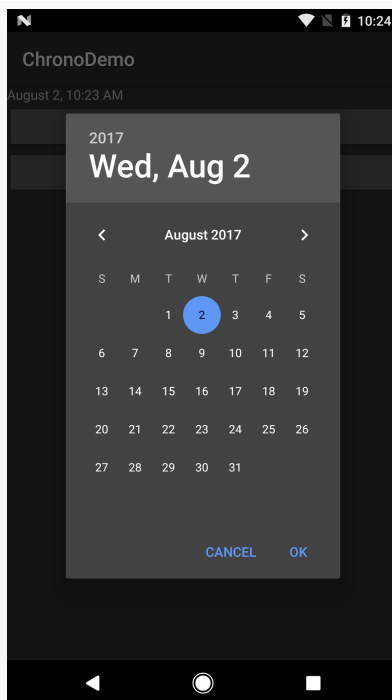 10:24
ChronoDemo
August 2, 10:23 AM
2017
Wed, Aug 2
August 2017
S M T W T F S
1 2 3 4 5
6 7 8 9 10 11 12
13 14 15 16 17 18 19
20 21 22 23 24 25 26
27 28 29 30 31
CANCEL OK